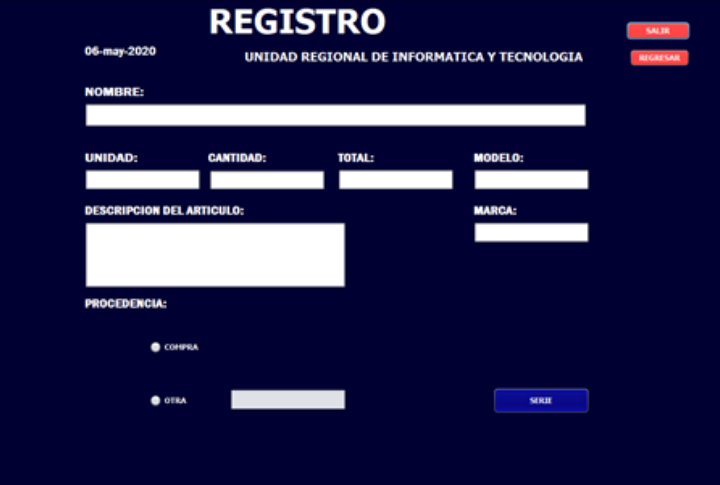 REGISTRO
SALIR
06-may-2020
UNIDAD REGIONAL DE INFORMATICA Y TECNOLOGIA
REGRESAR
NOMBRE:
UNIDAD: CANTIDAD: TOTAL: MODELO:
DESCRIPCION DEL ARTICULO: MARCA:
PROCEDENCIA:
COMPRA
OTRA
SERIE